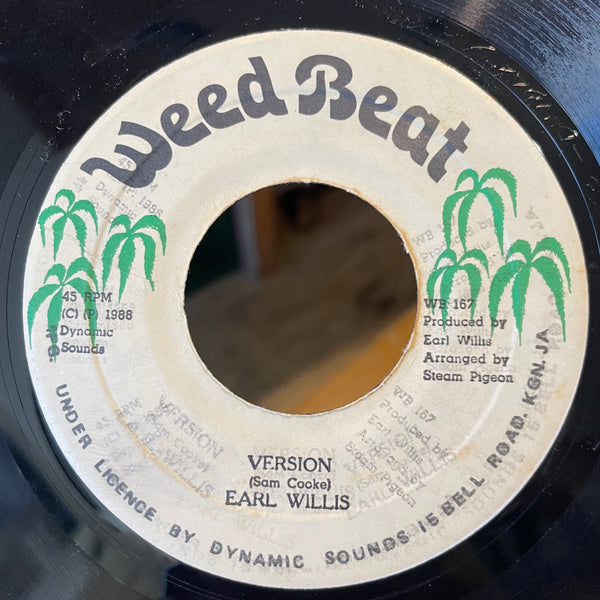 Weed Beat
45 RPM
(C) (P) 1988
Dynamic
Sounds
WB 167
Produced by
Earl Willis
Arranged by
Steam Pigeon
VERSION
(Sam Cooke)
EARL WILLIS
UNDER LICENCE BY DYNAMIC SOUNDS 15 BELL ROAD. KGN. JA